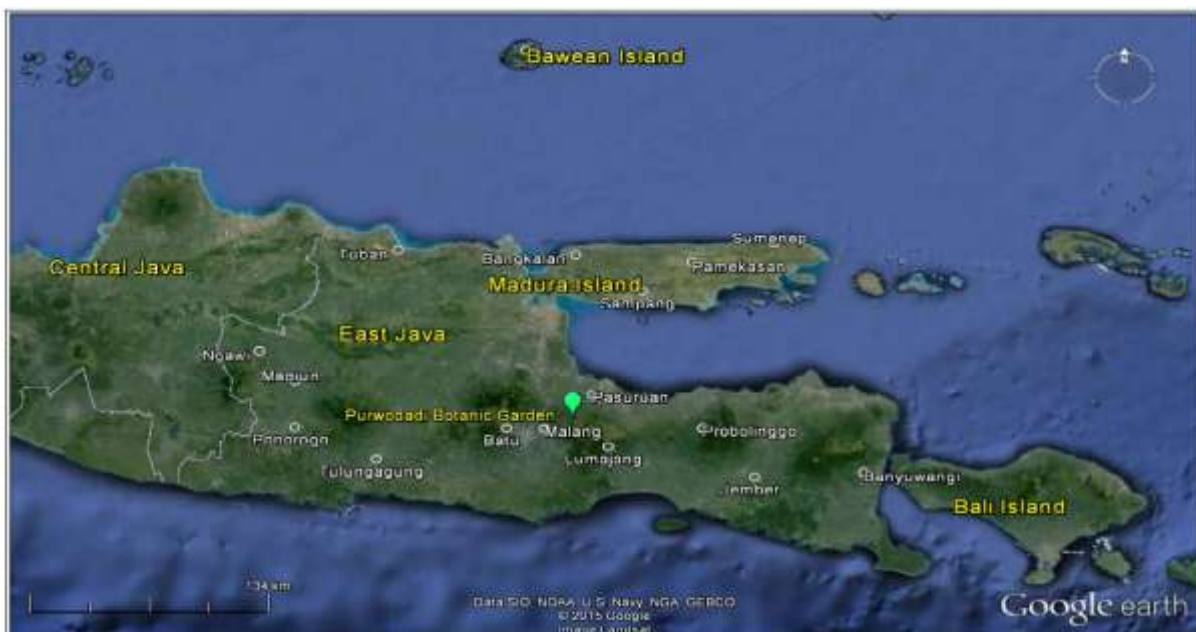 Bawean Island
Sumenep
Tuban
Bangkalan
Pamekasan
Central Java
Madura Island
Sampang
East Java
Ngawi
Madiun
Pasuruan
Purwodadi Botanic Garden
Ponorogo
Batu
Malang
Probolinggo
Lumajang
Tulungagung
Jember
Banyuwangi
Bali Island
134 km
Data SIO, NOAA, U.S. Navy, NGA, GEBCO
© 2015 Google
Image Landsat
Google earth
N